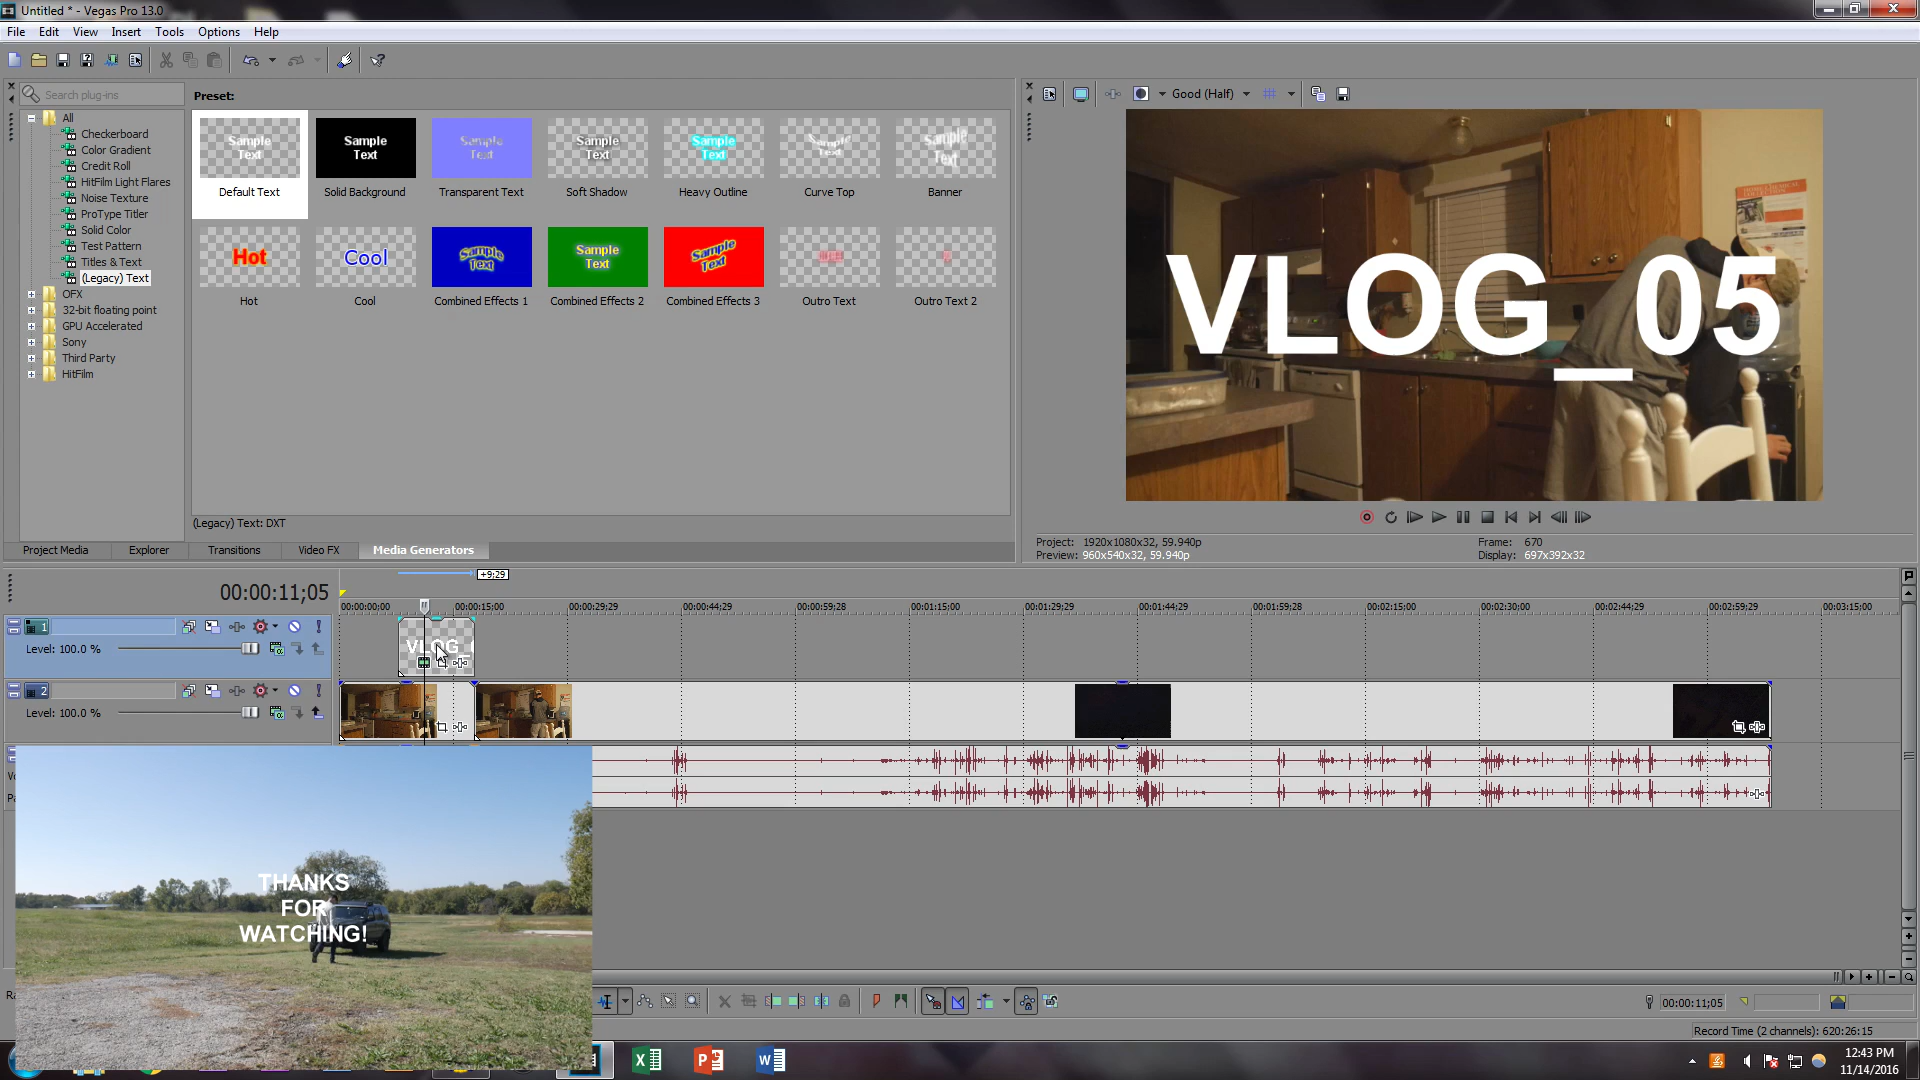 Untitled * - Vegas Pro 13.0
File Edit View Insert Tools Options Help
Search plug-ins
Preset:
Good (Half)
All
Checkerboard
Color Gradient
Credit Roll
HitFilm Light Flares
Noise Texture
ProType Titler
Solid Color
Test Pattern
Titles & Text
(Legacy) Text
OFX
32-bit floating point
GPU Accelerated
Sony
Third Party
HitFilm
Sample Text
Sample Text
Sample Text
Sample Text
Sample Text
Sample Text
Sample Text
Default Text Solid Background Transparent Text Soft Shadow Heavy Outline Curve Top Banner
Hot Cool Sample Text Sample Text Sample Text
Hot Cool Combined Effects 1 Combined Effects 2 Combined Effects 3 Outro Text Outro Text 2
(Legacy) Text: DXT
Project Media Explorer Transitions Video FX Media Generators
VLOG_05
Project: 1920x1080x32, 59.940p
Preview: 960x540x32, 59.940p
Frame: 670
Display: 697x392x32
+9;29
00:00:11;05
00:00:00;00 00:00:15;00 00:00:29;29 00:00:44;29 00:00:59;28 00:01:15;00 00:01:29;29 00:01:44;29 00:01:59;28 00:02:15;00 00:02:30;00 00:02:44;29 00:02:59;29 00:03:15;00
1
Level: 100.0 %
VLOG
2
Level: 100.0 %
THANKS
FOR
WATCHING!
00:00:11;05
Record Time (2 channels): 620:26:15
12:43 PM
11/14/2016